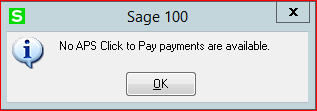 S
Sage 100
x
No APS Click to Pay payments are available.
OK